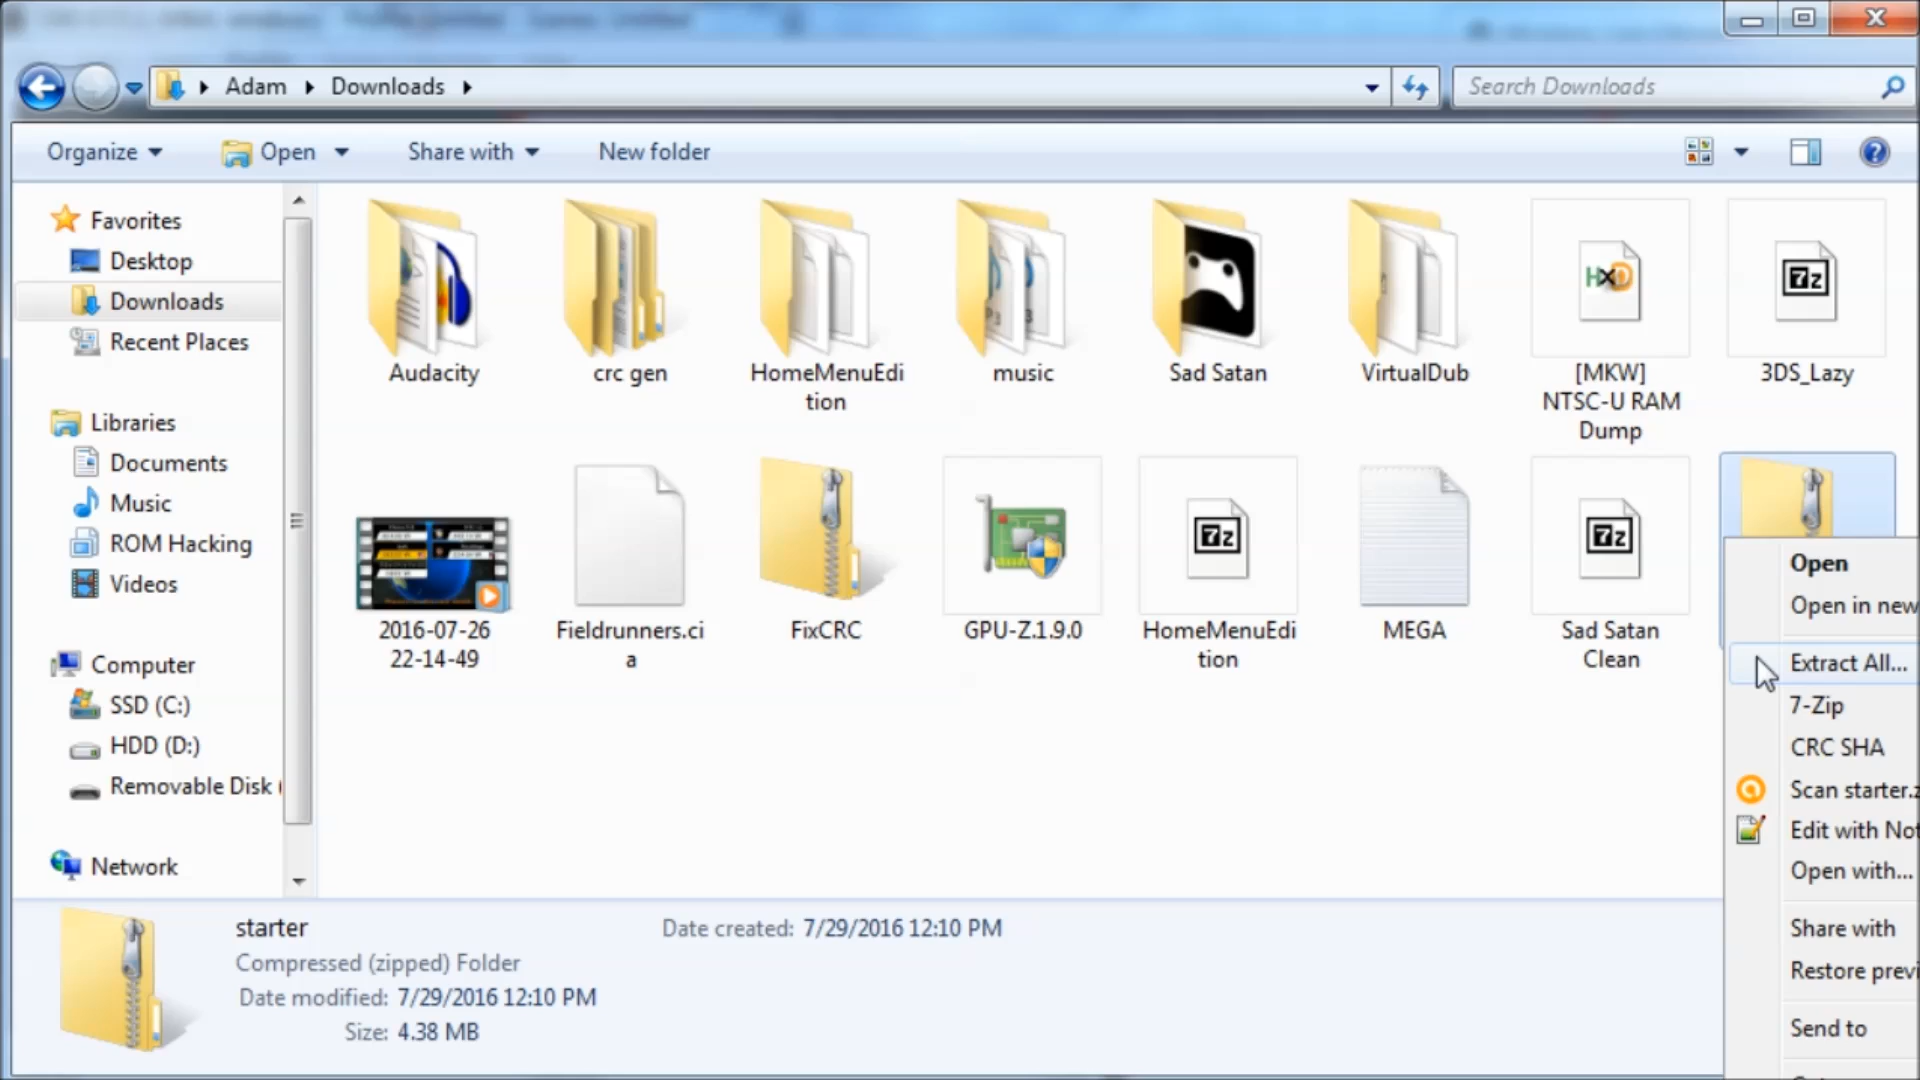 Adam
Downloads
Search Downloads
Organize
Open
Share with
New folder
Favorites
Desktop
Downloads
Recent Places
Libraries
Documents
Music
ROM Hacking
Videos
Computer
SSD (C:)
HDD (D:)
Removable Disk (
Network
Audacity
crc gen
HomeMenuEdi
tion
music
Sad Satan
VirtualDub
[MKW]
NTSC-U RAM
Dump
3DS_Lazy
2016-07-26
22-14-49
Fieldrunners.ci
a
FixCRC
GPU-Z.1.9.0
HomeMenuEdi
tion
MEGA
Sad Satan
Clean
HXD
7z
7z
7z
Open
Open in new
Extract All...
7-Zip
CRC SHA
Scan starter.z
Edit with Not
Open with...
Share with
Restore previ
Send to
starter
Compressed (zipped) Folder
Date modified: 7/29/2016 12:10 PM
Size: 4.38 MB
Date created: 7/29/2016 12:10 PM